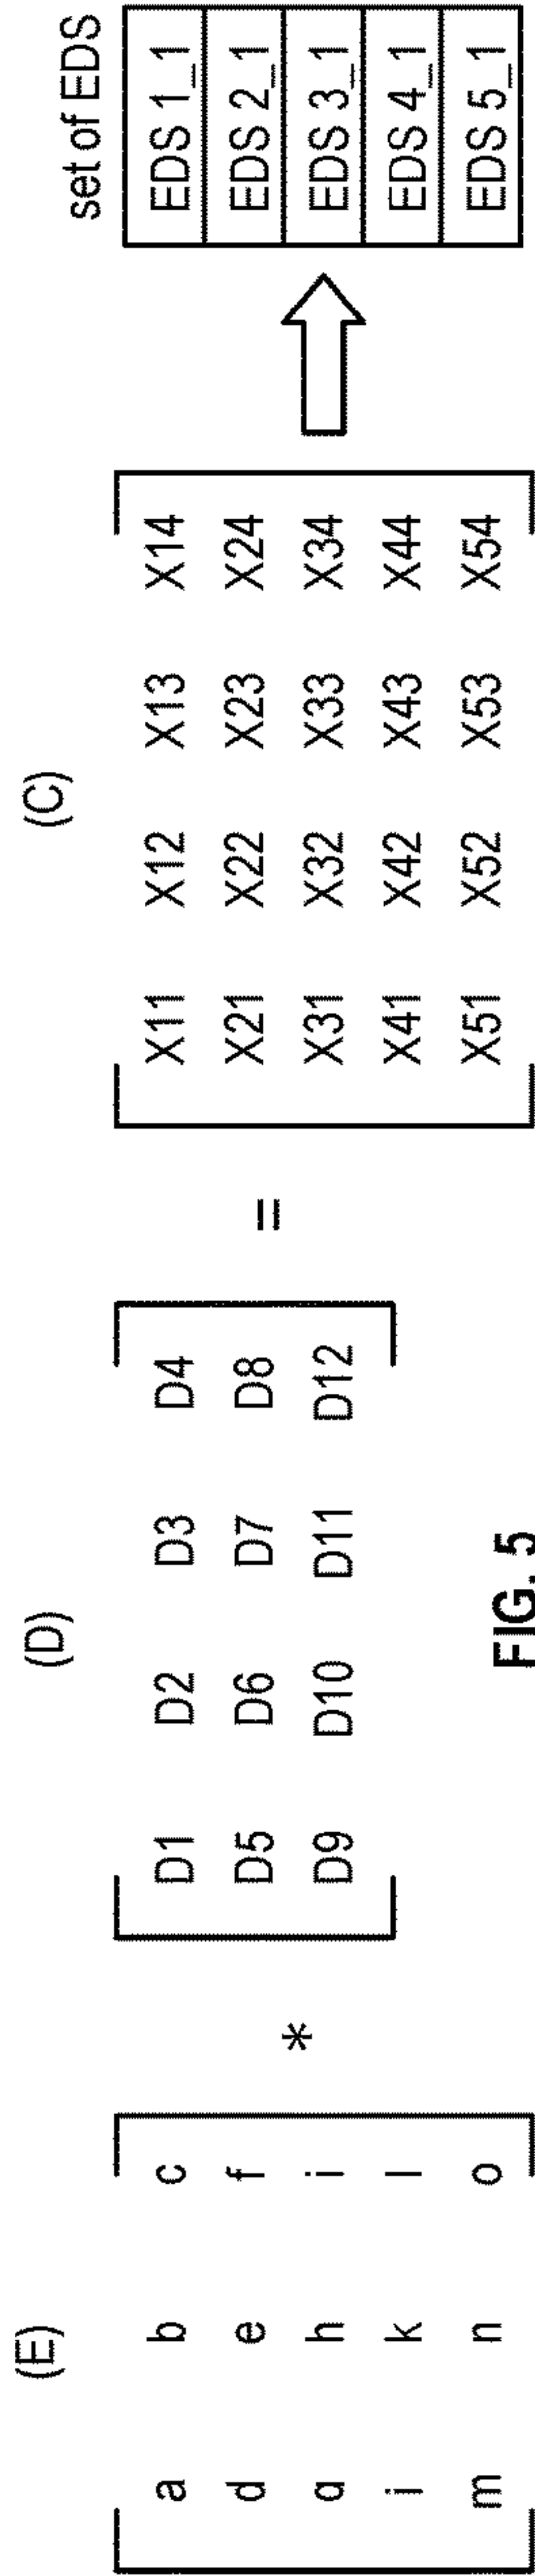 (E)
a b c
d e f
g h i
j k l
m n o
*
(D)
D1 D2 D3 D4
D5 D6 D7 D8
D9 D10 D11 D12
=
(C)
X11 X12 X13 X14
X21 X22 X23 X24
X31 X32 X33 X34
X41 X42 X43 X44
X51 X52 X53 X54
set of EDS
EDS 1_1
EDS 2_1
EDS 3_1
EDS 4_1
EDS 5_1
FIG. 5